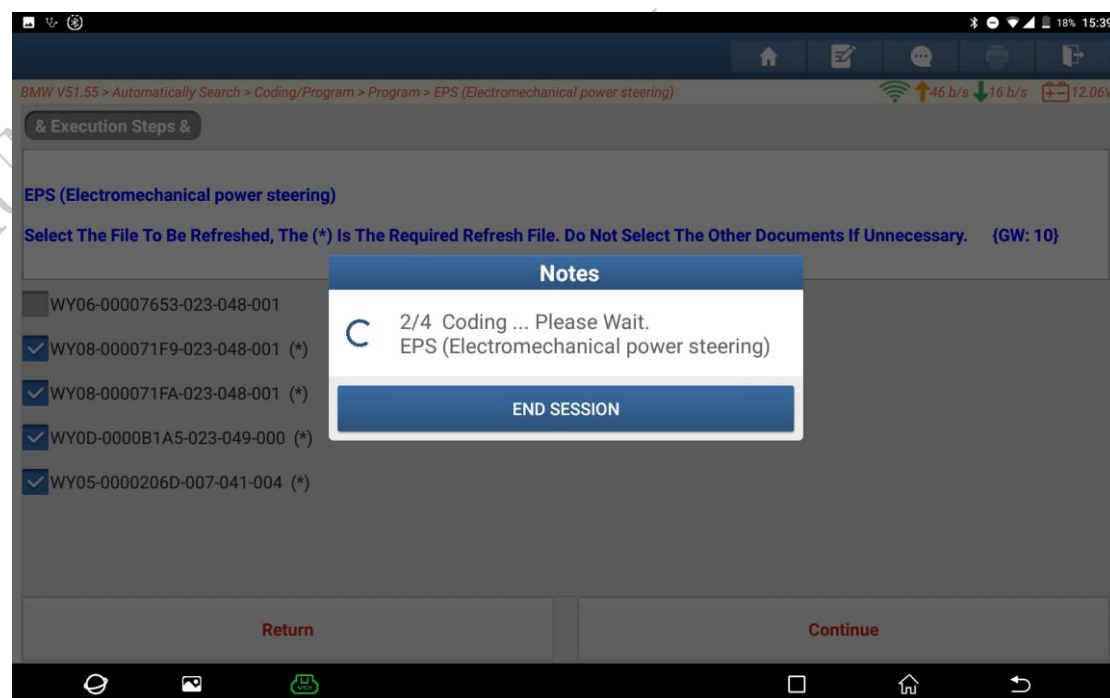 18% 15:39
BMW V51.55 > Automatically Search > Coding/Program > Program > EPS (Electromechanical power steering)
46 b/s 16 b/s 12.06V
& Execution Steps &
EPS (Electromechanical power steering)
Select The File To Be Refreshed, The (*) Is The Required Refresh File. Do Not Select The Other Documents If Unnecessary. {GW: 10}
Notes
2/4 Coding ... Please Wait.
EPS (Electromechanical power steering)
END SESSION
WY06-00007653-023-048-001
WY08-000071F9-023-048-001 (*)
WY08-000071FA-023-048-001 (*)
WY0D-0000B1A5-023-049-000 (*)
WY05-0000206D-007-041-004 (*)
Return
Continue